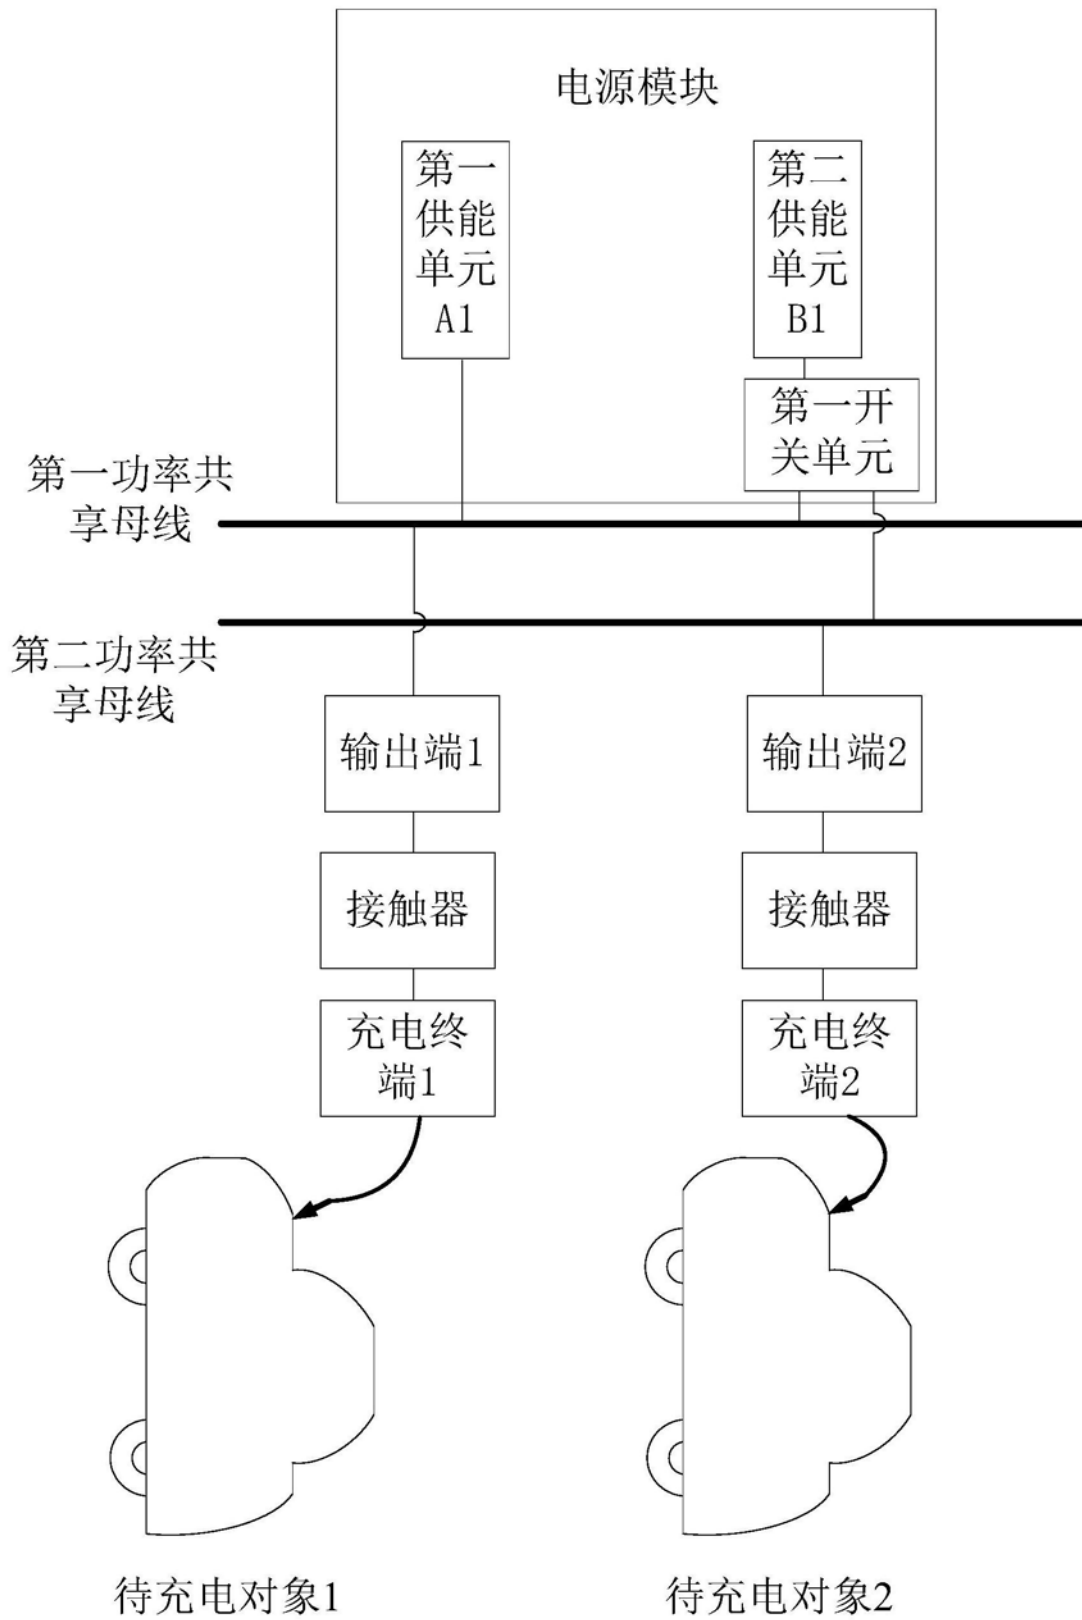 电源模块
第一
供能
单元
A1
第二
供能
单元
B1
第一开
关单元
第一功率共
享母线
第二功率共
享母线
输出端1
输出端2
接触器
接触器
充电终
端1
充电终
端2
待充电对象1
待充电对象2